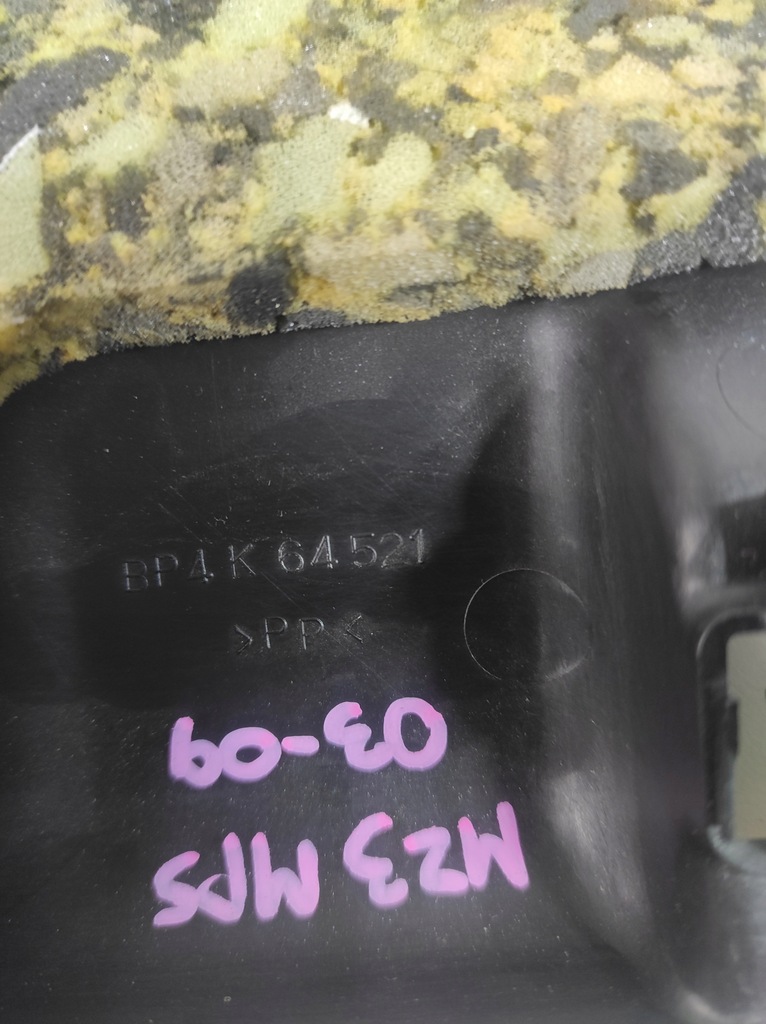 BP4K 64521
>PP<
MZ3 MPS
03-09